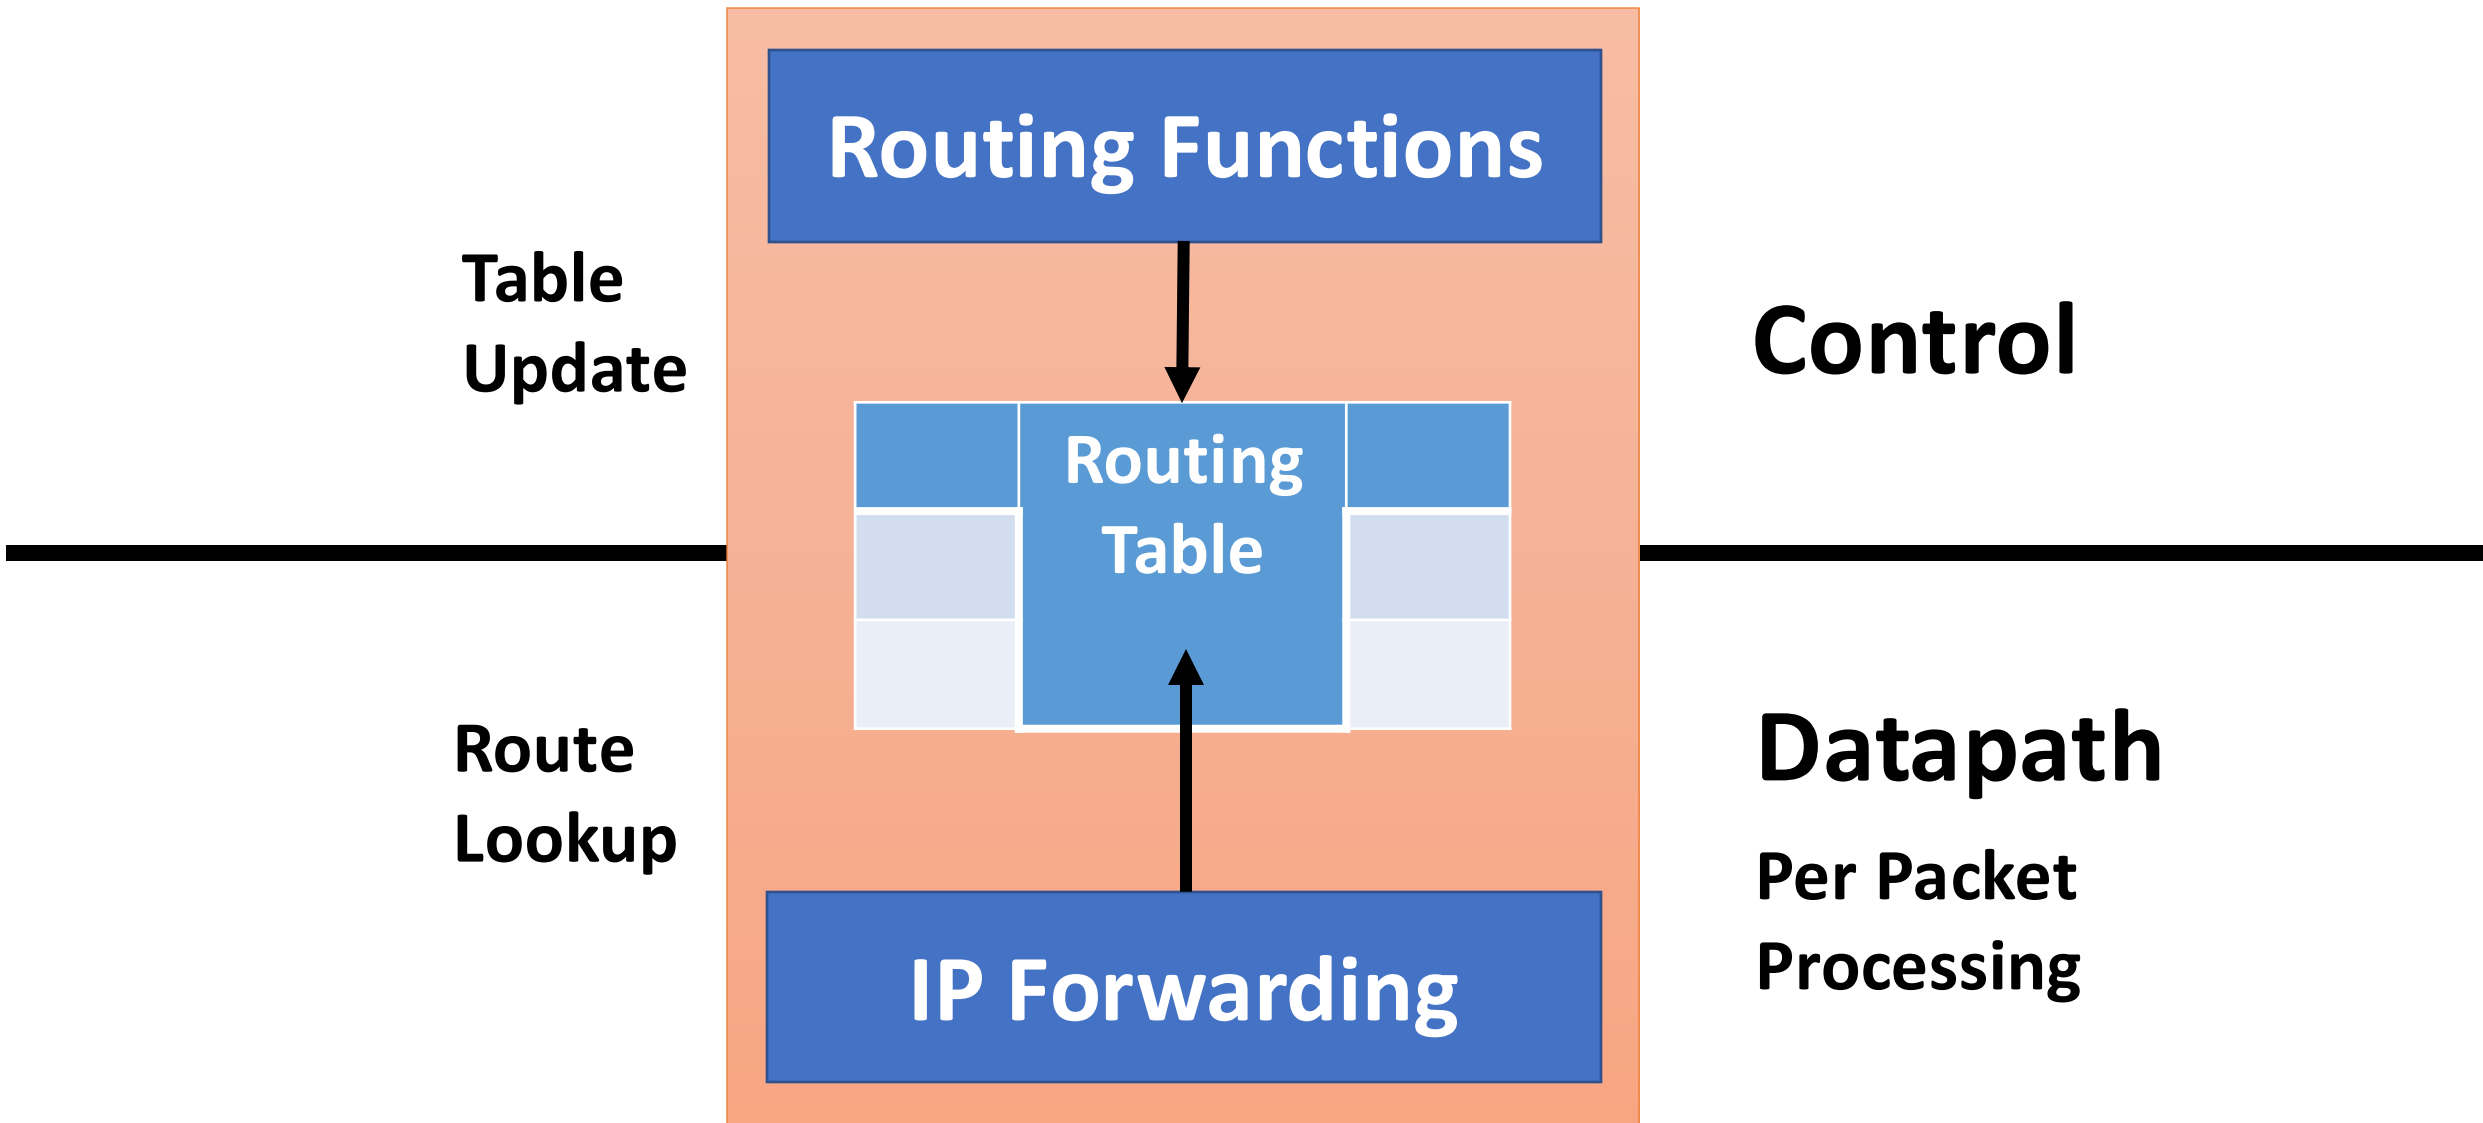 Routing Functions
Table
Update
Control
Routing
Table
Route
Lookup
Datapath
Per Packet
Processing
IP Forwarding